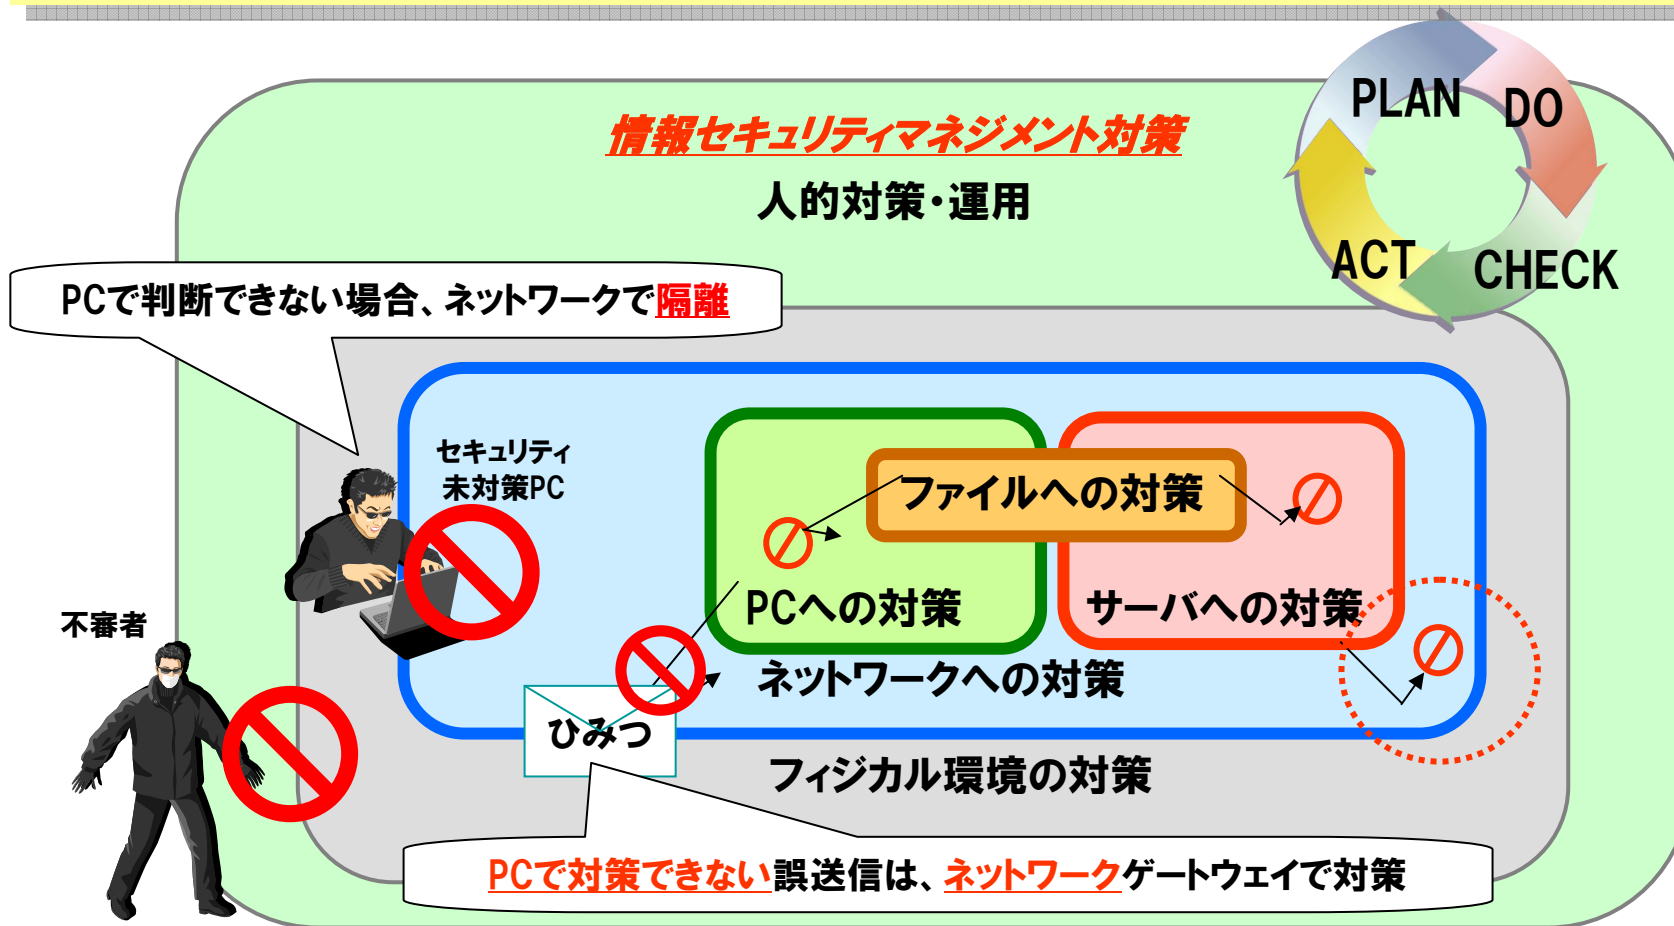 PLAN
DO
情報セキュリティマネジメント対策
人的対策・運用
ACT
CHECK
PCで判断できない場合、ネットワークで隔離
セキュリティ
未対策PC
ファイルへの対策
PCへの対策
サーバへの対策
不審者
ネットワークへの対策
ひみつ
フィジカル環境の対策
PCで対策できない誤送信は、ネットワークゲートウェイで対策